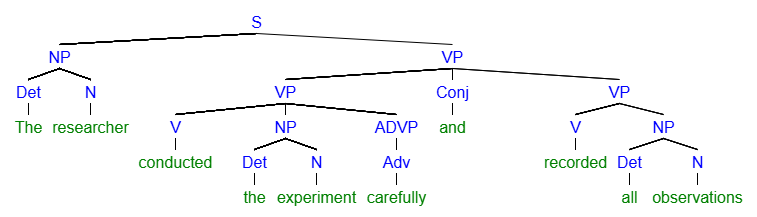 S
NP VP
Det N VP Conj VP
The researcher V NP ADVP and V NP
conducted Det N Adv recorded Det N
the experiment carefully all observations